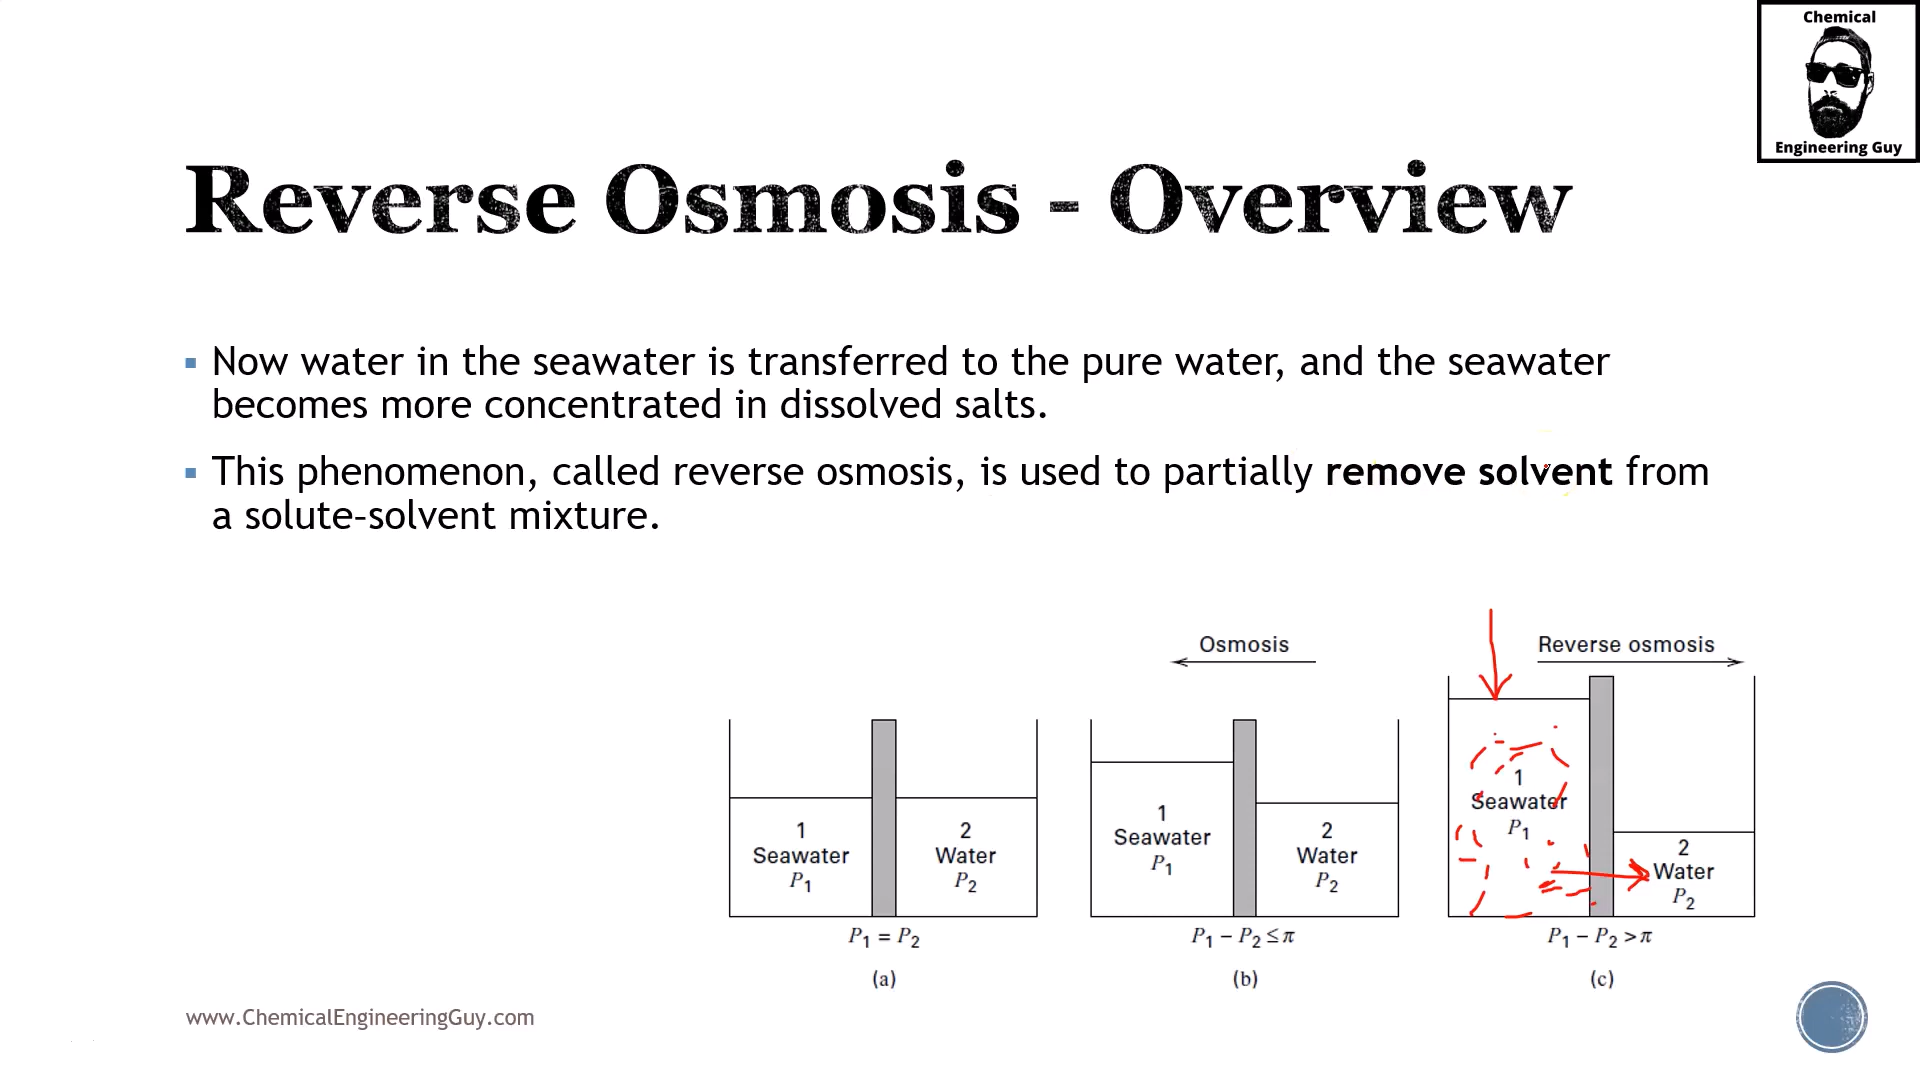 Chemical
Engineering Guy
Reverse Osmosis - Overview
Now water in the seawater is transferred to the pure water, and the seawater
becomes more concentrated in dissolved salts.
This phenomenon, called reverse osmosis, is used to partially remove solvent from
a solute-solvent mixture.
1
Seawater
P1
2
Water
P2
P1 = P2
(a)
Osmosis
1
Seawater
P1
2
Water
P2
P1 − P2 ≤ π
(b)
Reverse osmosis
1
Seawater
P1
2
Water
P2
P1 − P2 > π
(c)
www.ChemicalEngineeringGuy.com